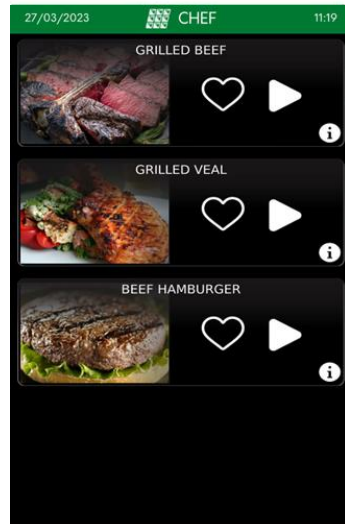 27/03/2023 CHEF 11:19
GRILLED BEEF
i
GRILLED VEAL
i
BEEF HAMBURGER
i